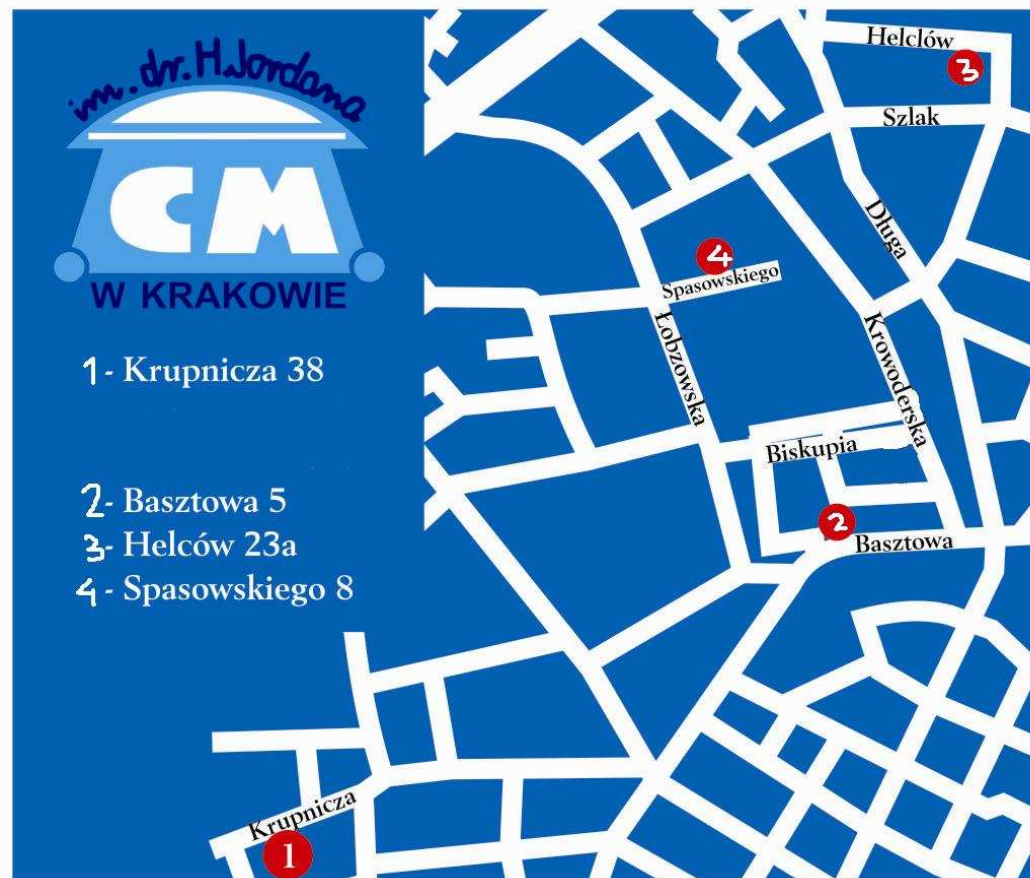 im. dr. H. Jordana
CM
W KRAKOWIE
1 - Krupnicza 38
2 - Basztowa 5
3 - Helców 23a
4 - Spasowskiego 8
Helclów
3
Szlak
Długa
4
Spasowskiego
Łobzowska
Krowoderska
Biskupia
2
Basztowa
Krupnicza
1